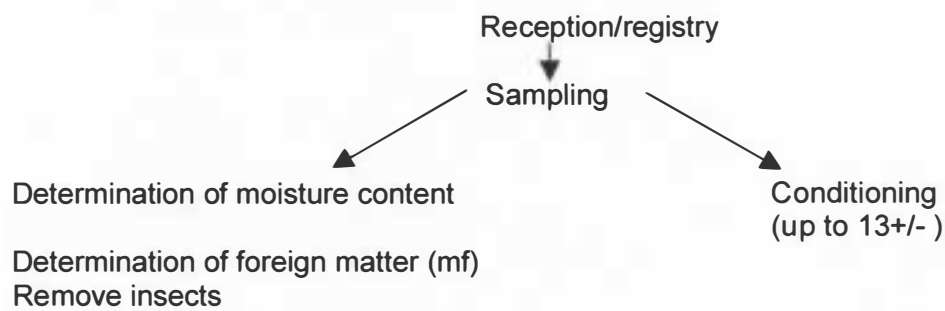 Reception/registry
Sampling
Determination of moisture content
Determination of foreign matter (mf)
Remove insects
Conditioning
(up to 13+/- )